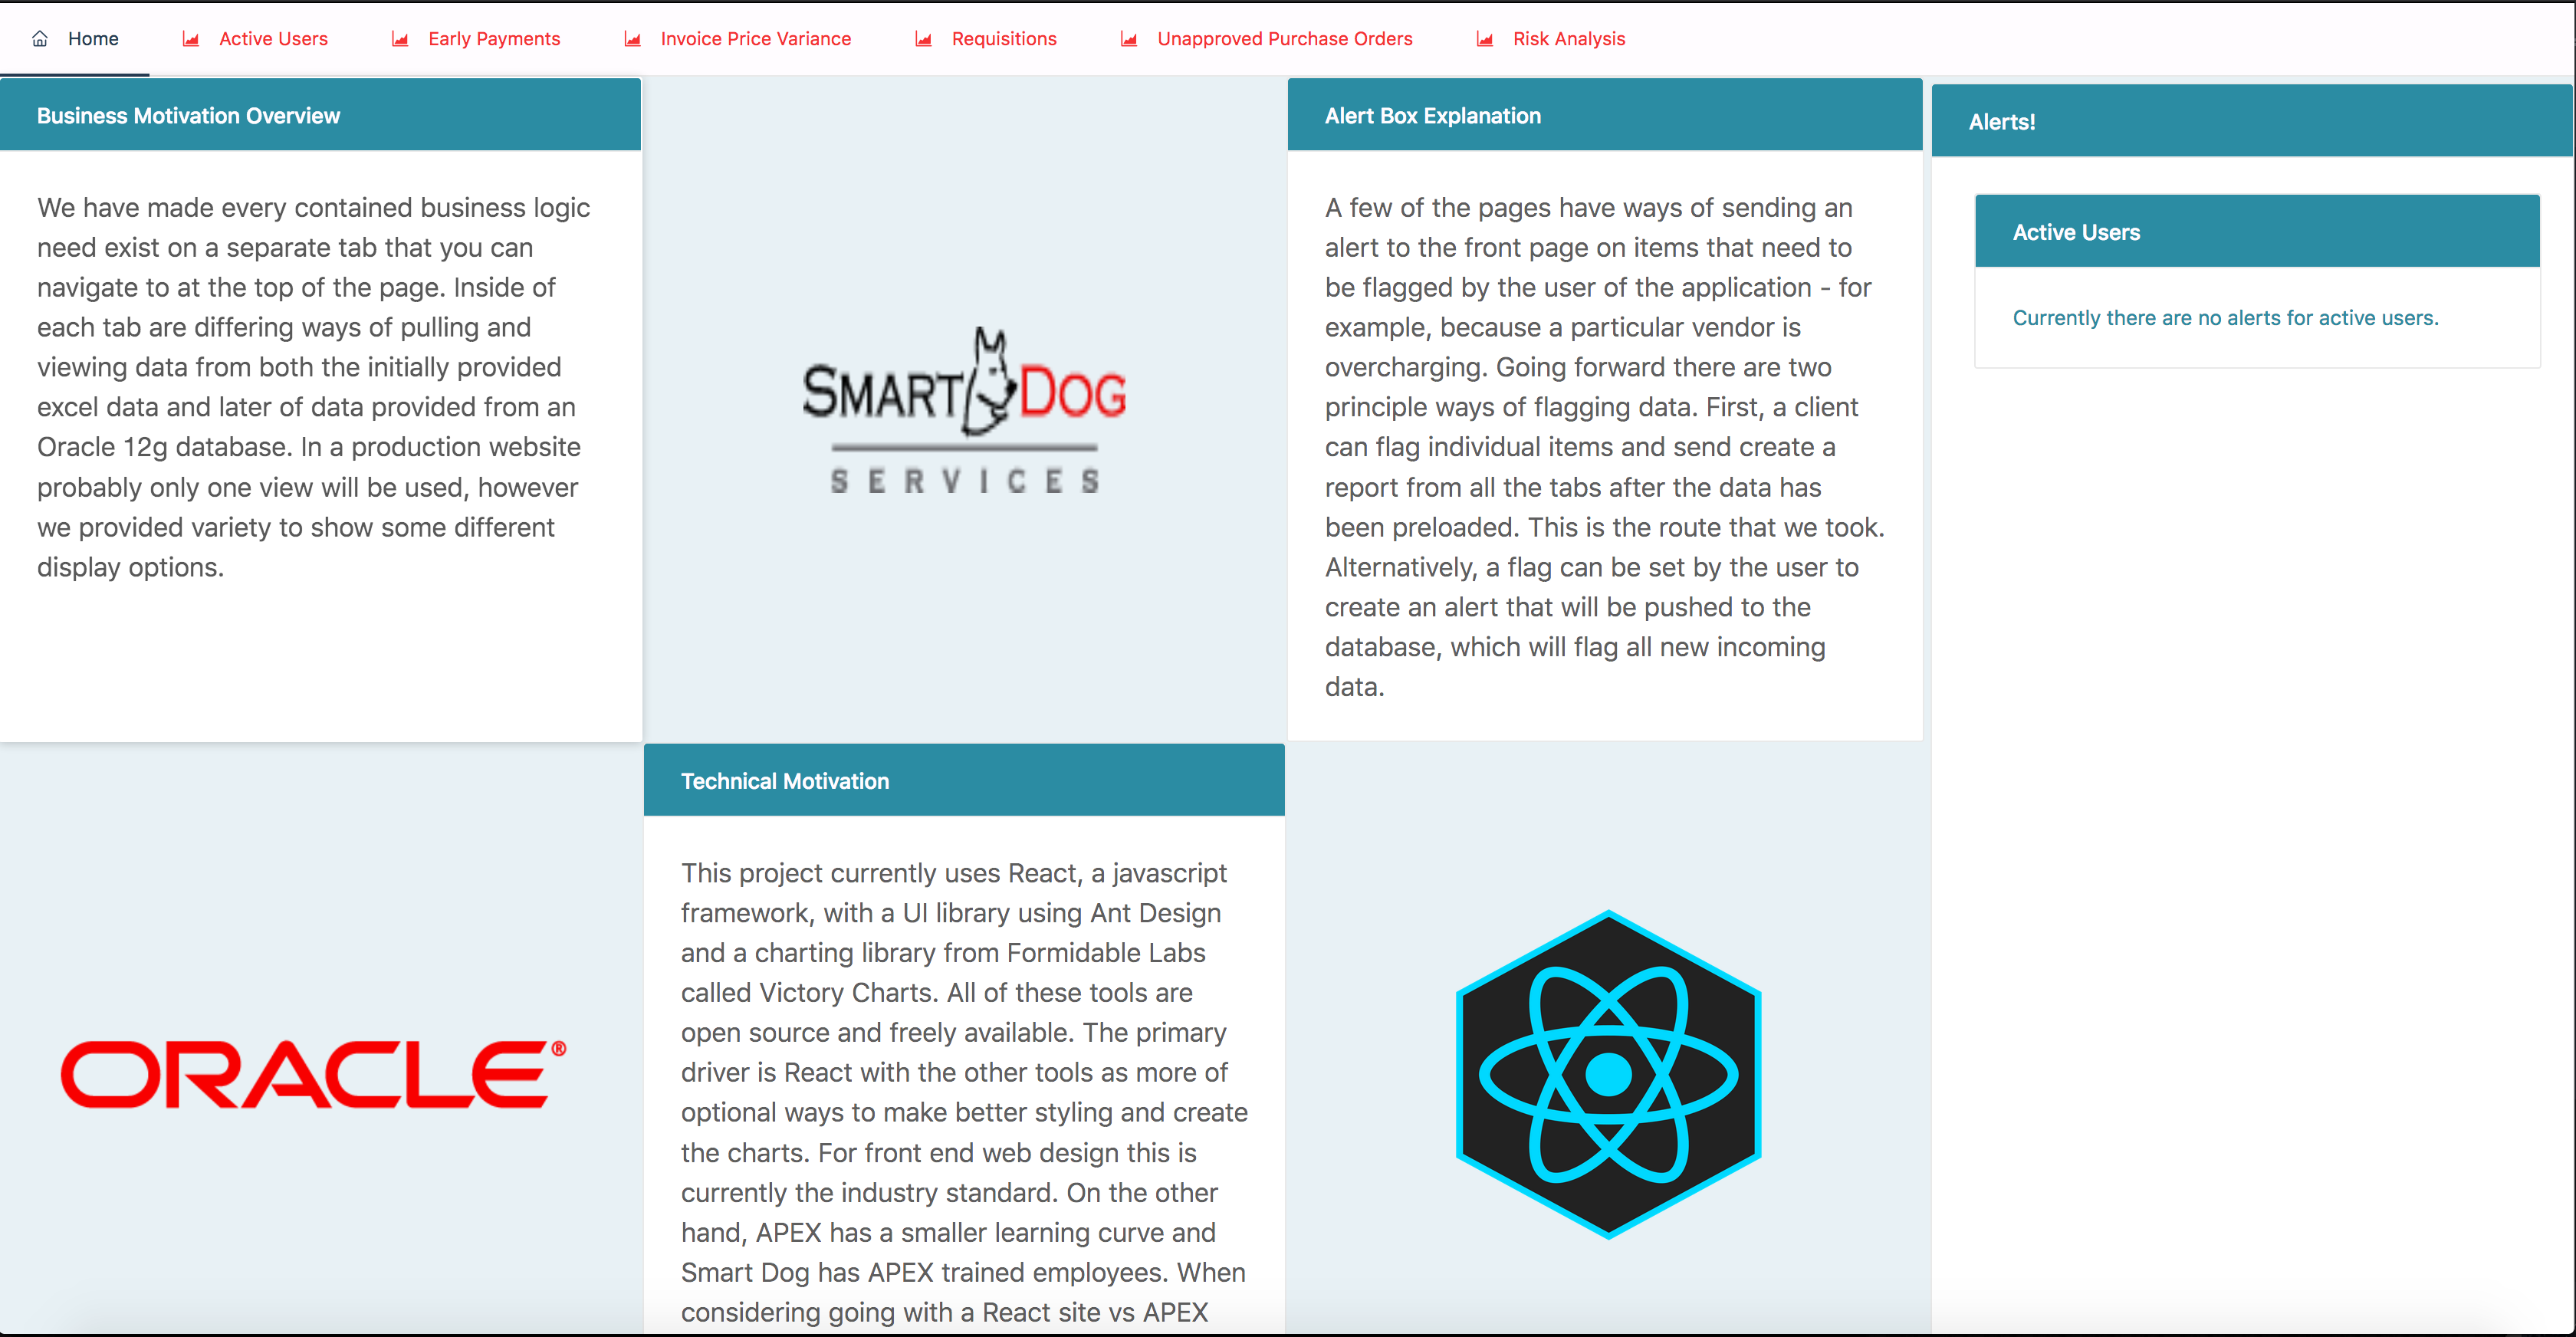 Home
Active Users
Early Payments
Invoice Price Variance
Requisitions
Unapproved Purchase Orders
Risk Analysis
Business Motivation Overview
We have made every contained business logic
need exist on a separate tab that you can
navigate to at the top of the page. Inside of
each tab are differing ways of pulling and
viewing data from both the initially provided
excel data and later of data provided from an
Oracle 12g database. In a production website
probably only one view will be used, however
we provided variety to show some different
display options.
SMART DOG
SERVICES
Alert Box Explanation
A few of the pages have ways of sending an
alert to the front page on items that need to
be flagged by the user of the application - for
example, because a particular vendor is
overcharging. Going forward there are two
principle ways of flagging data. First, a client
can flag individual items and send create a
report from all the tabs after the data has
been preloaded. This is the route that we took.
Alternatively, a flag can be set by the user to
create an alert that will be pushed to the
database, which will flag all new incoming
data.
Alerts!
Active Users
Currently there are no alerts for active users.
ORACLE®
Technical Motivation
This project currently uses React, a javascript
framework, with a UI library using Ant Design
and a charting library from Formidable Labs
called Victory Charts. All of these tools are
open source and freely available. The primary
driver is React with the other tools as more of
optional ways to make better styling and create
the charts. For front end web design this is
currently the industry standard. On the other
hand, APEX has a smaller learning curve and
Smart Dog has APEX trained employees. When
considering going with a React site vs APEX